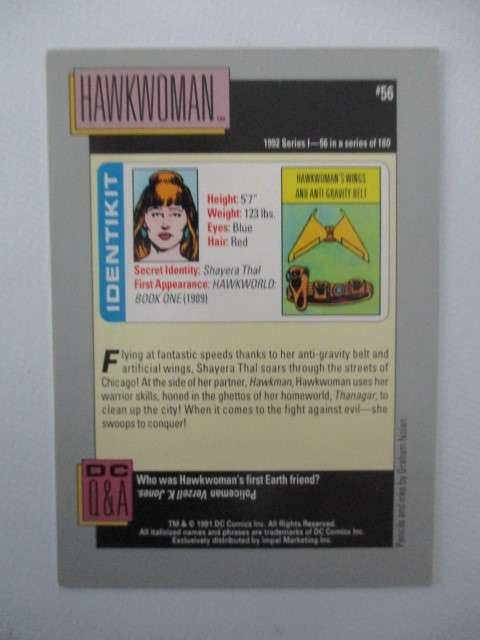 HAWKWOMAN TM
#56
1992 Series I—56 in a series of 180
IDENTIKIT
Height: 5'7"
Weight: 123 lbs.
Eyes: Blue
Hair: Red
Secret Identity: Shayera Thal
First Appearance: HAWKWORLD:
BOOK ONE (1989)
HAWKWOMAN'S WINGS
AND ANTI-GRAVITY BELT
Flying at fantastic speeds thanks to her anti-gravity belt and
artificial wings, Shayera Thal soars through the streets of
Chicago! At the side of her partner, Hawkman, Hawkwoman uses her
warrior skills, honed in the ghettos of her homeworld, Thanagar, to
clean up the city! When it comes to the fight against evil—she
swoops to conquer!
Pencils and inks by Graham Nolan
DC
Q&A
Who was Hawkwoman's first Earth friend?
Policeman Verzell K. Jones.
TM & © 1991 DC Comics Inc. All Rights Reserved.
All italicized names and phrases are trademarks of DC Comics Inc.
Exclusively distributed by Impel Marketing Inc.